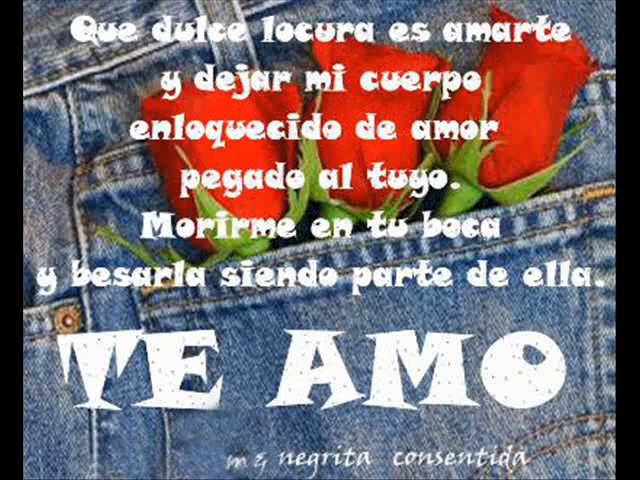 Que dulce locura es amarte
y dejar mi cuerpo
enloquecido de amor
pegado al tuyo.
Morirme en tu boca
y besarla siendo parte de ella.
TE AMO
negrita consentida